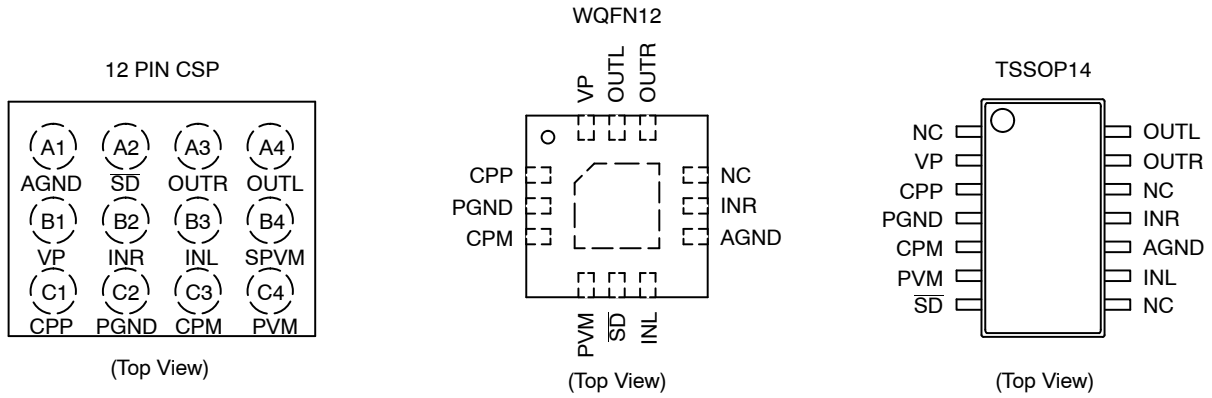 12 PIN CSP
A1 A2 A3 A4
AGND SD OUTR OUTL
B1 B2 B3 B4
VP INR INL SPVM
C1 C2 C3 C4
CPP PGND CPM PVM
(Top View)
WQFN12
VP OUTL OUTR
CPP NC
PGND INR
CPM AGND
PVM SD INL
(Top View)
TSSOP14
NC OUTL
VP OUTR
CPP NC
PGND INR
CPM AGND
PVM INL
SD NC
(Top View)